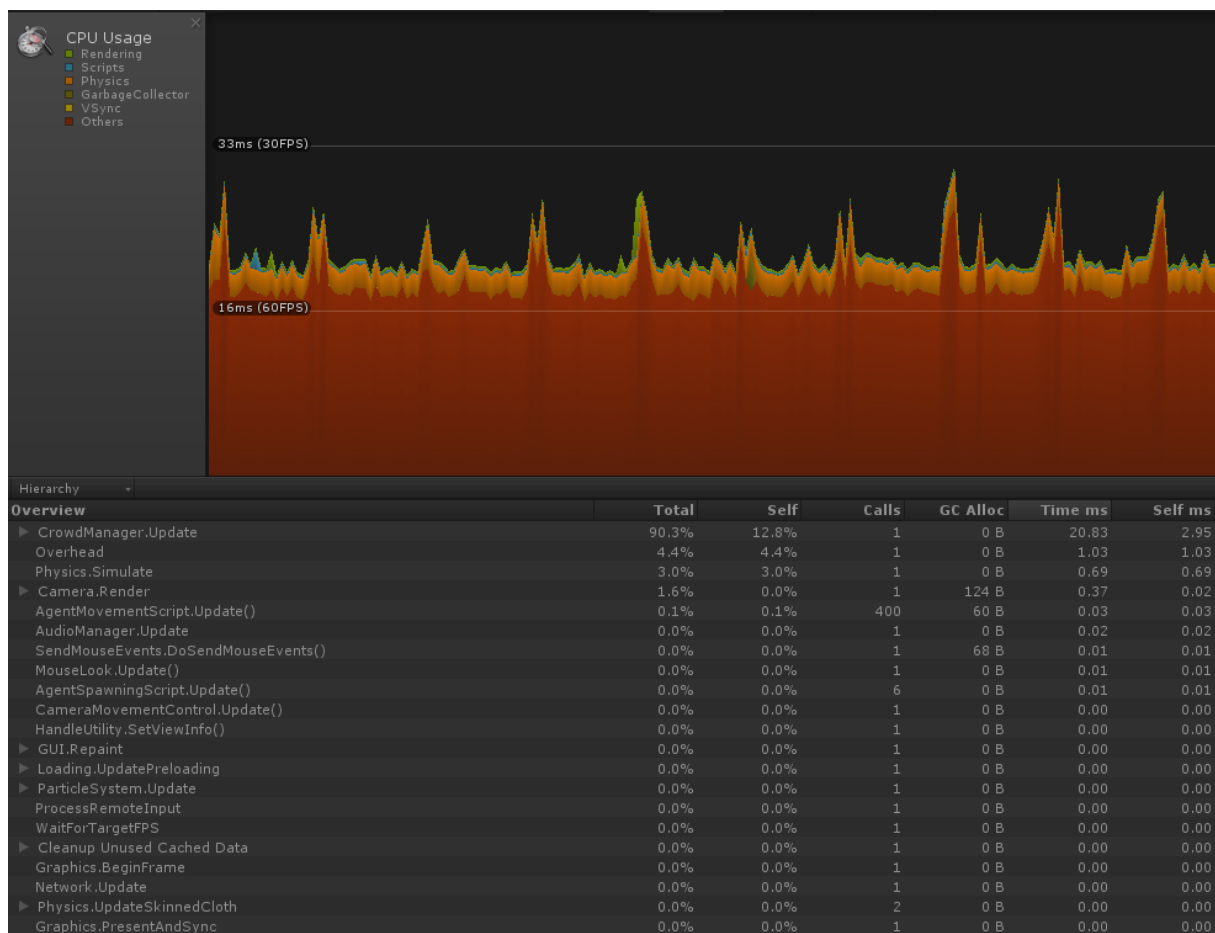 CPU Usage
Rendering
Scripts
Physics
GarbageCollector
VSync
Others
33ms (30FPS)
16ms (60FPS)
Hierarchy
Overview Total Self Calls GC Alloc Time ms Self ms
CrowdManager.Update 90.3% 12.8% 1 0 B 20.83 2.95
Overhead 4.4% 4.4% 1 0 B 1.03 1.03
Physics.Simulate 3.0% 3.0% 1 0 B 0.69 0.69
Camera.Render 1.6% 0.0% 1 124 B 0.37 0.02
AgentMovementScript.Update() 0.1% 0.1% 400 60 B 0.03 0.03
AudioManager.Update 0.0% 0.0% 1 0 B 0.02 0.02
SendMouseEvents.DoSendMouseEvents() 0.0% 0.0% 1 68 B 0.01 0.01
MouseLook.Update() 0.0% 0.0% 1 0 B 0.01 0.01
AgentSpawningScript.Update() 0.0% 0.0% 6 0 B 0.01 0.01
CameraMovementControl.Update() 0.0% 0.0% 1 0 B 0.00 0.00
HandleUtility.SetViewInfo() 0.0% 0.0% 1 0 B 0.00 0.00
GUI.Repaint 0.0% 0.0% 1 0 B 0.00 0.00
Loading.UpdatePreloading 0.0% 0.0% 1 0 B 0.00 0.00
ParticleSystem.Update 0.0% 0.0% 1 0 B 0.00 0.00
ProcessRemoteInput 0.0% 0.0% 1 0 B 0.00 0.00
WaitForTargetFPS 0.0% 0.0% 1 0 B 0.00 0.00
Cleanup Unused Cached Data 0.0% 0.0% 1 0 B 0.00 0.00
Graphics.BeginFrame 0.0% 0.0% 1 0 B 0.00 0.00
Network.Update 0.0% 0.0% 1 0 B 0.00 0.00
Physics.UpdateSkinnedCloth 0.0% 0.0% 2 0 B 0.00 0.00
Graphics.PresentAndSync 0.0% 0.0% 1 0 B 0.00 0.00